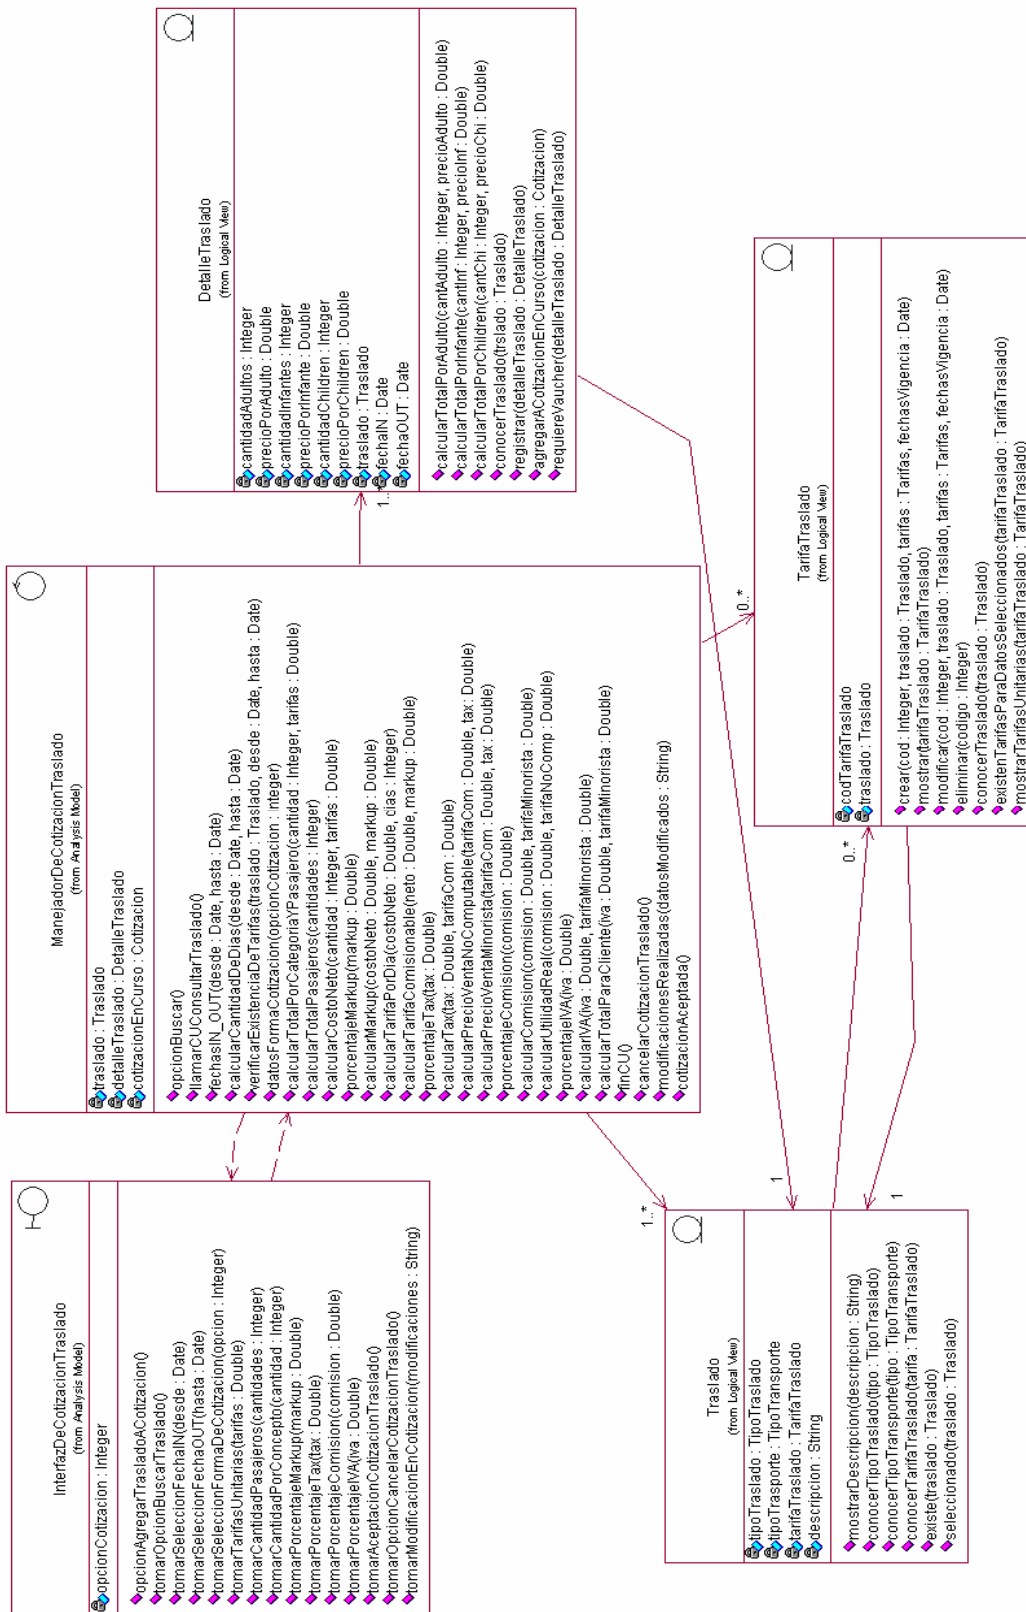 InterfazDeCotizacionTraslado
(from Analysis Model)
opcionCotizacion : Integer
opcionAgregarTrasladoACotizacion()
tomarOpcionBuscarTraslado()
tomarSeleccionFechaIN(desde : Date)
tomarSeleccionFechaOUT(hasta : Date)
tomarSeleccionFormaDeCotizacion(opcion : Integer)
tomarTarifasUnitarias(tarifas : Double)
tomarCantidadPasajeros(cantidades : Integer)
tomarCantidadPorConcepto(cantidad : Integer)
tomarPorcentajeMarkup(markup : Double)
tomarPorcentajeTax(tax : Double)
tomarPorcentajeComision(comision : Double)
tomarPorcentajeIVA(iva : Double)
tomarAceptacionCotizacionTraslado()
tomarOpcionCancelarCotizacionTraslado()
tomarModificacionEnCotizacion(modificaciones : String)
ManejadorDeCotizacionTraslado
(from Analysis Model)
traslado : Traslado
detalleTraslado : DetalleTraslado
cotizacionEnCurso : Cotizacion
opcionBuscar()
llamarCUConsultarTraslado()
fechasIN_OUT(desde : Date, hasta : Date)
calcularCantidadDeDias(desde : Date, hasta : Date)
verificarExistenciaDeTarifas(traslado : Traslado, desde : Date, hasta : Date)
datosFormaCotizacion(opcionCotizacion : Integer)
calcularTotalPorCategoriaYPasajero(cantidad : Integer, tarifas : Double)
calcularTotalPasajeros(cantidades : Integer)
calcularCostoNeto(cantidad : Integer, tarifas : Double)
porcentajeMarkup(markup : Double)
calcularMarkup(costoNeto : Double, markup : Double)
calcularTarifaPorDia(costoNeto : Double, dias : Integer)
calcularTarifaComisionable(neto : Double, markup : Double)
porcentajeTax(tax : Double)
calcularTax(tax : Double, tarifaCom : Double)
calcularPrecioVentaNoComputable(tarifaCom : Double, tax : Double)
calcularPrecioVentaMinorista(tarifaCom : Double, tax : Double)
porcentajeComision(comision : Double)
calcularComision(comision : Double, tarifaMinorista : Double)
calcularUtilidadReal(comision : Double, tarifaNoComp : Double)
porcentajeIVA(iva : Double)
calcularIVA(iva : Double, tarifaMinorista : Double)
calcularTotalParaCliente(iva : Double, tarifaMinorista : Double)
finCU()
cancelarCotizacionTraslado()
modificacionesRealizadas(datosModificados : String)
cotizacionAceptada()
DetalleTraslado
(from Logical View)
cantidadAdultos : Integer
precioPorAdulto : Double
cantidadInfantes : Integer
precioPorInfante : Double
cantidadChildren : Integer
precioPorChildren : Double
traslado : Traslado
fechaIN : Date
fechaOUT : Date
calcularTotalPorAdulto(cantAdulto : Integer, precioAdulto : Double)
calcularTotalPorInfante(cantInf : Integer, precioInf : Double)
calcularTotalPorChildren(cantChi : Integer, precioChi : Double)
conocerTraslado(trslado : Traslado)
registrar(detalleTraslado : DetalleTraslado)
agregarACotizacionEnCurso(cotizacion : Cotizacion)
requiereVaucher(detalleTraslado : DetalleTraslado)
1..*
1..*
0..*
1
0..*
1
Traslado
(from Logical View)
tipoTraslado : TipoTraslado
tipoTrasporte : TipoTransporte
tarifaTraslado : TarifaTraslado
descripcion : String
mostrarDescripcion(descripcion : String)
conocerTipoTraslado(tipo : TipoTraslado)
conocerTipoTransporte(tipo : TipoTransporte)
conocerTarifaTraslado(tarifa : TarifaTraslado)
existe(traslado : Traslado)
seleccionado(traslado : Traslado)
TarifaTraslado
(from Logical View)
codTarifaTraslado
traslado : Traslado
crear(cod : Integer, traslado : Traslado, tarifas : Tarifas, fechasVigencia : Date)
mostrar(tarifaTraslado : TarifaTraslado)
modificar(cod : Integer, traslado : Traslado, tarifas : Tarifas, fechasVigencia : Date)
eliminar(codigo : Integer)
conocerTraslado(traslado : Traslado)
existenTarifasParaDatosSeleccionados(tarifaTraslado : TarifaTraslado)
mostrarTarifasUnitarias(tarifaTraslado : TarifaTraslado)